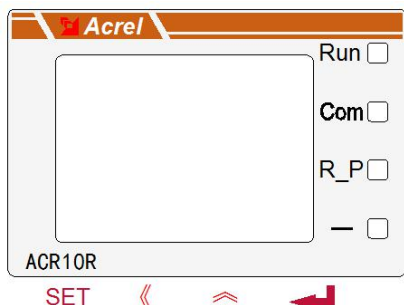 Acrel
Run
Com
R_P
—
ACR10R
SET 《 ︽